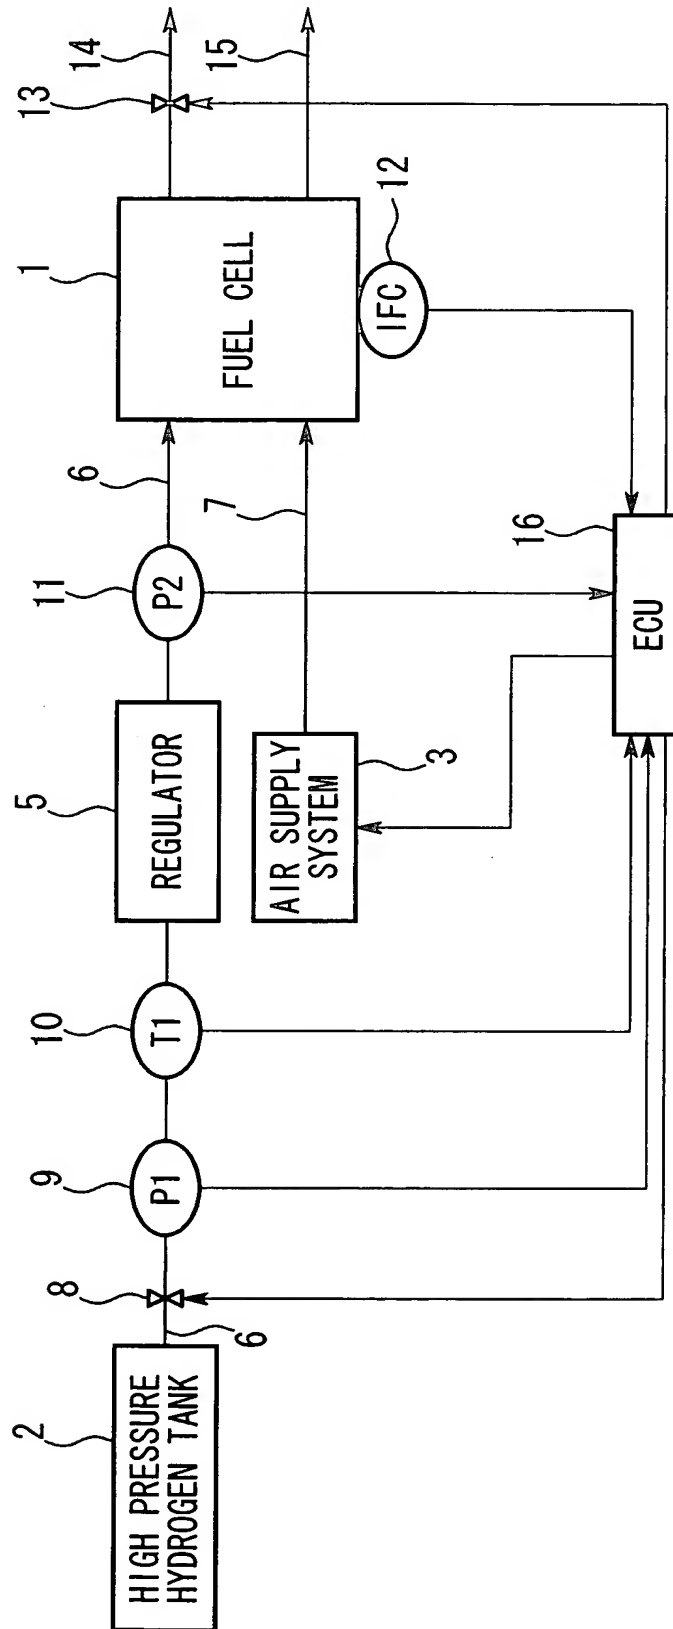 2
HIGH PRESSURE
HYDROGEN TANK
6
8
9
P1
10
T1
5
REGULATOR
11
P2
6
AIR SUPPLY
SYSTEM
3
7
1
FUEL CELL
IFC
12
13
14
15
16
ECU